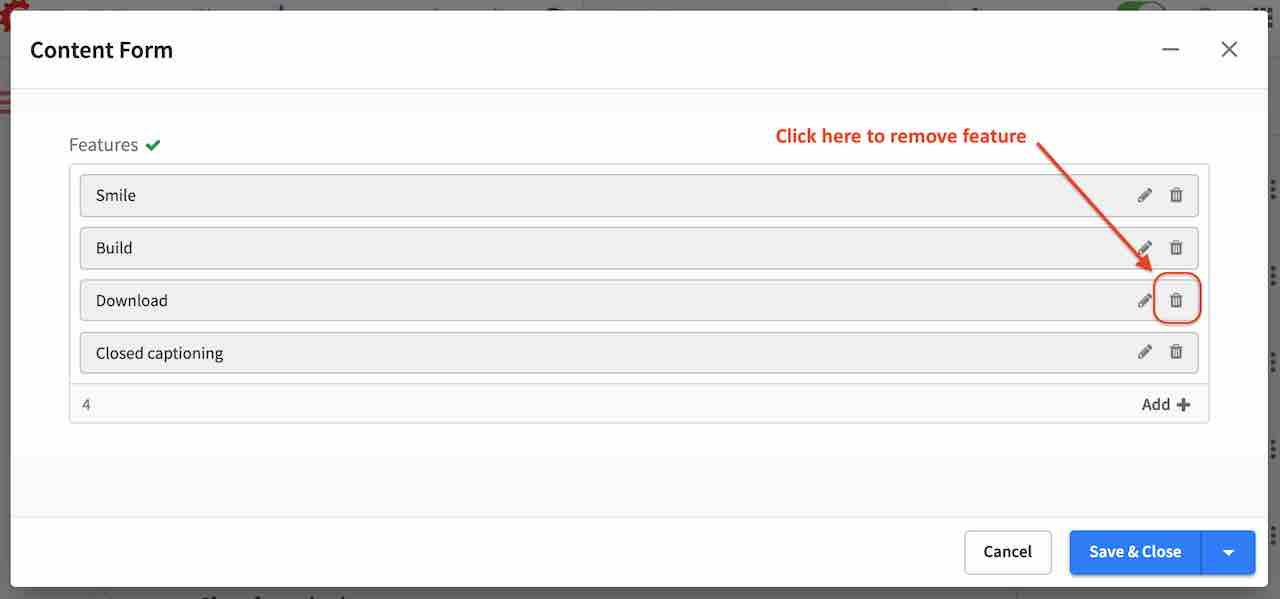 Content Form
Click here to remove feature
Features
Smile
Build
Download
Closed captioning
4
Add
Cancel
Save & Close